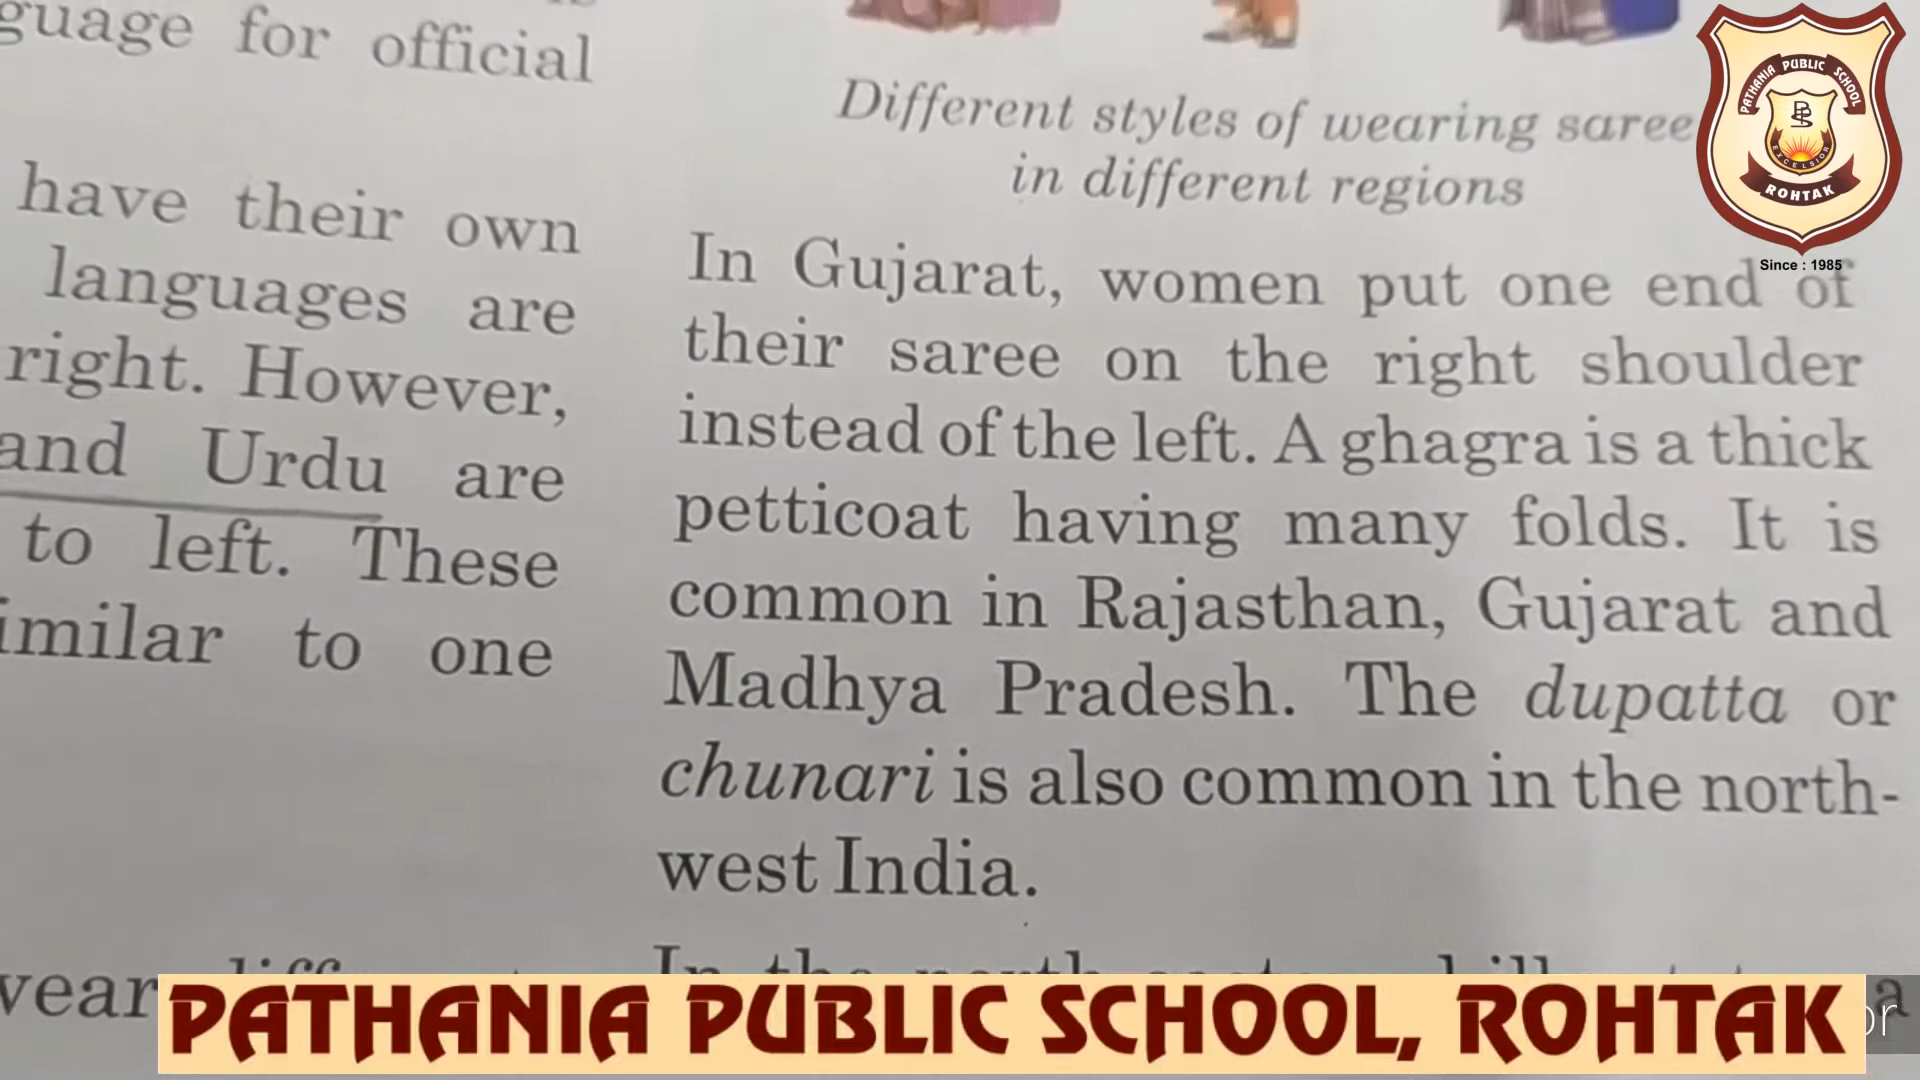 guage for official
have their own
languages are
right. However,
and Urdu are
to left. These
to one
Different styles of wearing saree
in different regions
In Gujarat, women put one end of
their saree on the right shoulder
instead of the left. A ghagra is a thick
petticoat having many folds. It is
common in Rajasthan, Gujarat and
Madhya Pradesh. The dupatta or
chunari is also common in the north-
west India.
PATHANIA PUBLIC SCHOOL
EXCELSIOR
ROHTAK
Since : 1985
PATHANIA PUBLIC SCHOOL, ROHTAK